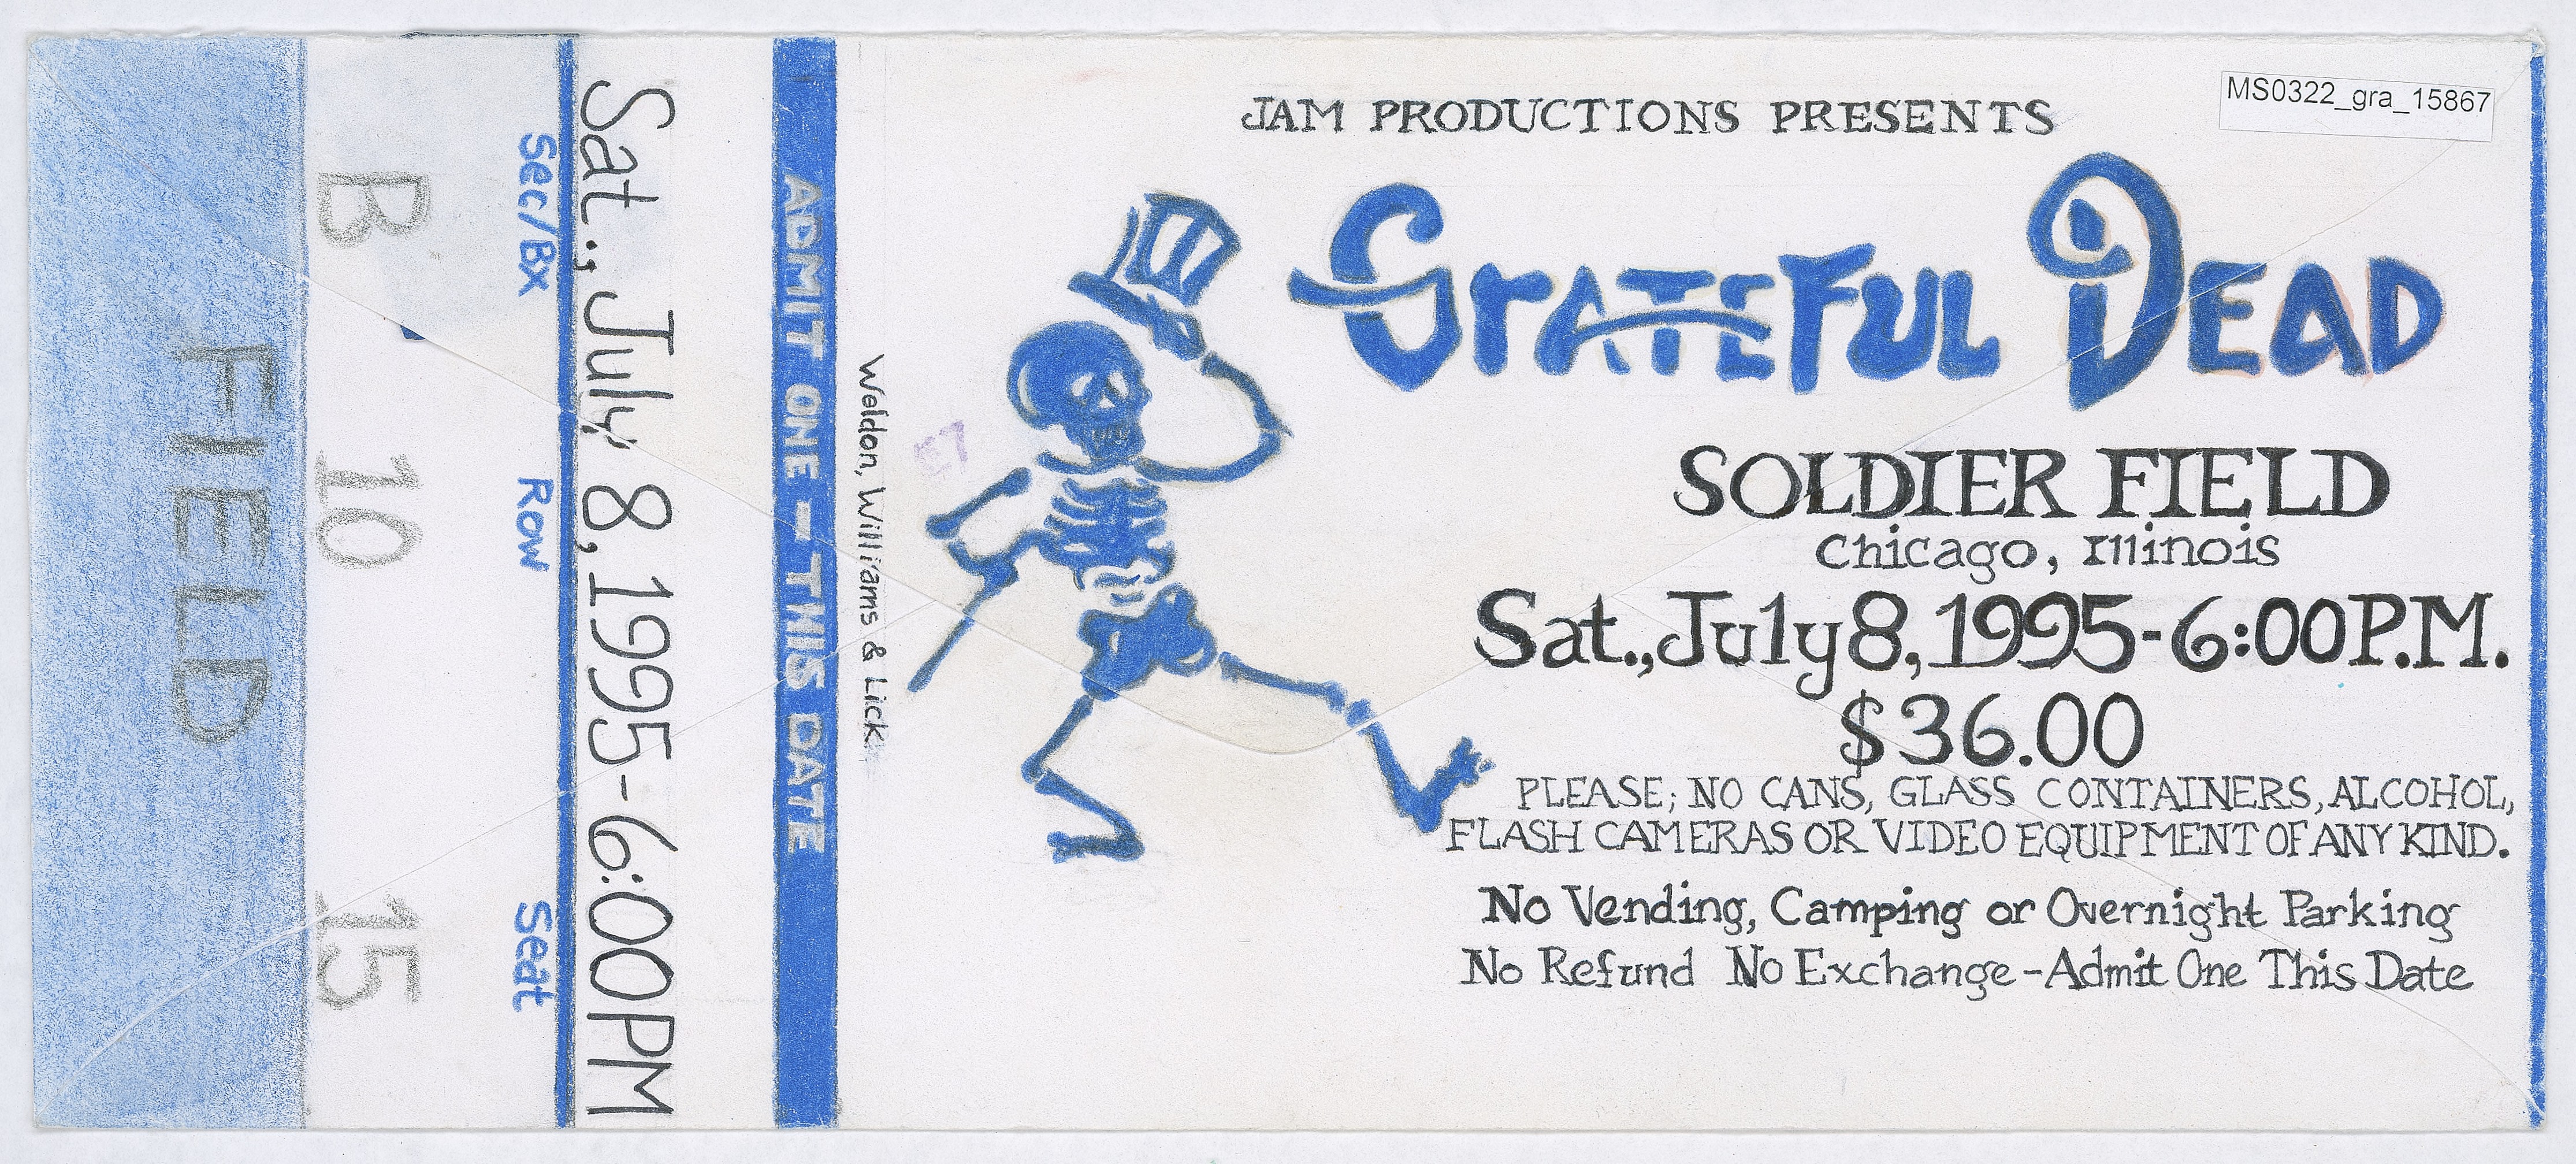 FIELD
B 10 15
Sec/Bx Row Seat
Sat., July 8, 1995-6:00PM
ADMIT ONE - THIS DATE
Weldon, Williams & Lick
E7
JAM PRODUCTIONS PRESENTS
MS0322_gra_15867
GRATEFUL DEAD
SOLDIER FIELD
Chicago, Illinois
Sat., July 8, 1995-6:00 P.M.
$36.00
PLEASE; NO CANS, GLASS CONTAINERS, ALCOHOL,
FLASH CAMERAS OR VIDEO EQUIPMENT OF ANY KIND.
No Vending, Camping or Overnight Parking
No Refund No Exchange-Admit One This Date